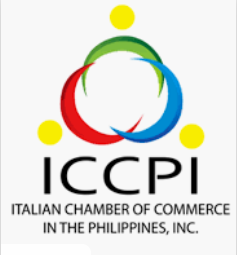 ICCPI
ITALIAN CHAMBER OF COMMERCE
IN THE PHILIPPINES, INC.